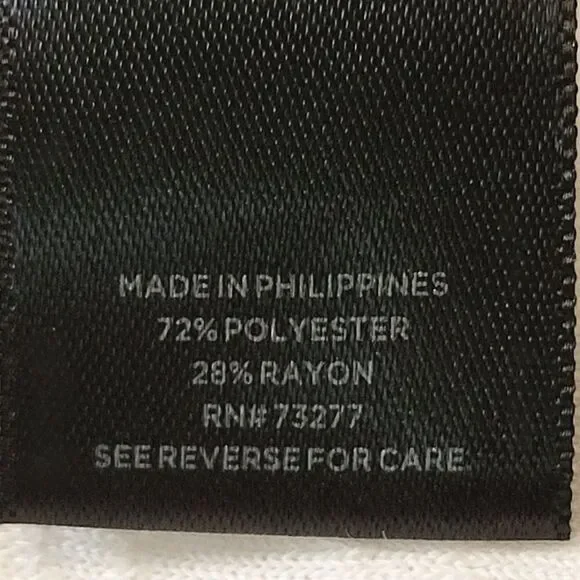 MADE IN PHILIPPINES
72% POLYESTER
28% RAYON
RN# 73277
SEE REVERSE FOR CARE